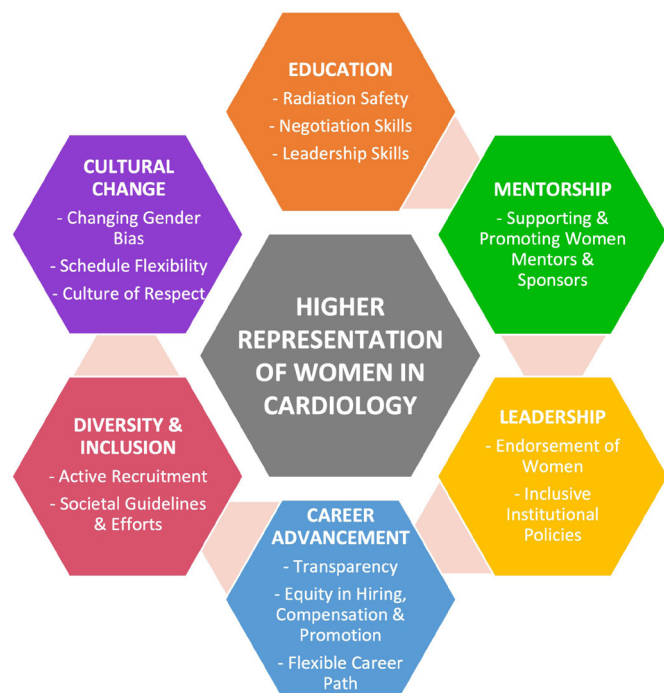 EDUCATION
- Radiation Safety
- Negotiation Skills
- Leadership Skills
CULTURAL
CHANGE
- Changing Gender
Bias
- Schedule Flexibility
- Culture of Respect
MENTORSHIP
- Supporting &
Promoting Women
Mentors &
Sponsors
HIGHER
REPRESENTATION
OF WOMEN IN
CARDIOLOGY
DIVERSITY &
INCLUSION
- Active Recruitment
- Societal Guidelines
& Efforts
LEADERSHIP
- Endorsement of
Women
- Inclusive
Institutional
Policies
CAREER
ADVANCEMENT
- Transparency
- Equity in Hiring,
Compensation &
Promotion
- Flexible Career
Path